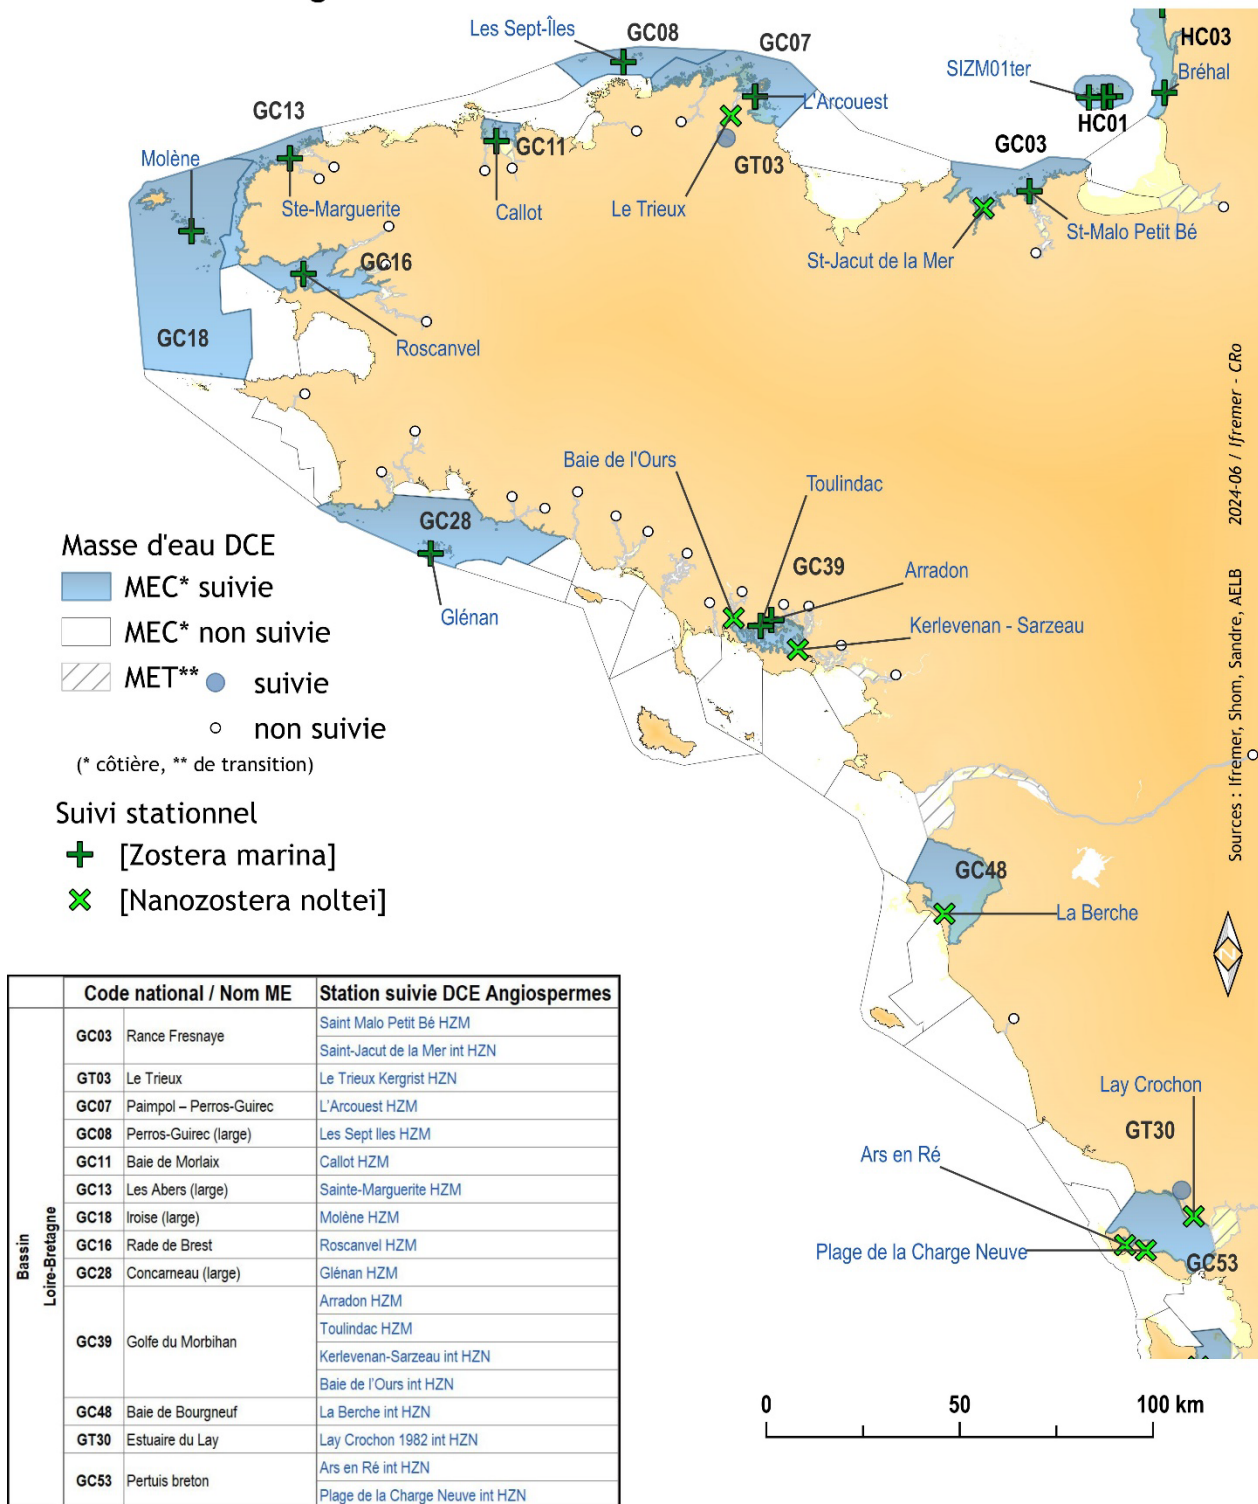 Les Sept-Îles
GC08
GC07
HC03
SIZM01ter
Bréhal
L'Arcouest
GC13
HC01
GC11
GC03
Molène
GT03
Ste-Marguerite
Callot
Le Trieux
St-Malo Petit Bé
St-Jacut de la Mer
GC16
GC18
Roscanvel
Baie de l'Ours
Toulindac
GC28
GC39
Arradon
Glénan
Kerlevenan - Sarzeau
Masse d'eau DCE
MEC* suivie
MEC* non suivie
MET** suivie
non suivie
(* côtière, ** de transition)
Suivi stationnel
[Zostera marina]
[Nanozostera noltei]
GC48
La Berche
Sources : Ifremer, Shom, Sandre, AELB 2024-06 / Ifremer - CRo
N
Lay Crochon
GT30
Ars en Ré
Plage de la Charge Neuve
GC53
0 50 100 km
Code national / Nom ME Station suivie DCE Angiospermes
Bassin
Loire-Bretagne
GC03 Rance Fresnaye Saint Malo Petit Bé HZM
Saint-Jacut de la Mer int HZN
GT03 Le Trieux Le Trieux Kergrist HZN
GC07 Paimpol – Perros-Guirec L'Arcouest HZM
GC08 Perros-Guirec (large) Les Sept Iles HZM
GC11 Baie de Morlaix Callot HZM
GC13 Les Abers (large) Sainte-Marguerite HZM
GC18 Iroise (large) Molène HZM
GC16 Rade de Brest Roscanvel HZM
GC28 Concarneau (large) Glénan HZM
GC39 Golfe du Morbihan Arradon HZM
Toulindac HZM
Kerlevenan-Sarzeau int HZN
Baie de l'Ours int HZN
GC48 Baie de Bourgneuf La Berche int HZN
GT30 Estuaire du Lay Lay Crochon 1982 int HZN
GC53 Pertuis breton Ars en Ré int HZN
Plage de la Charge Neuve int HZN